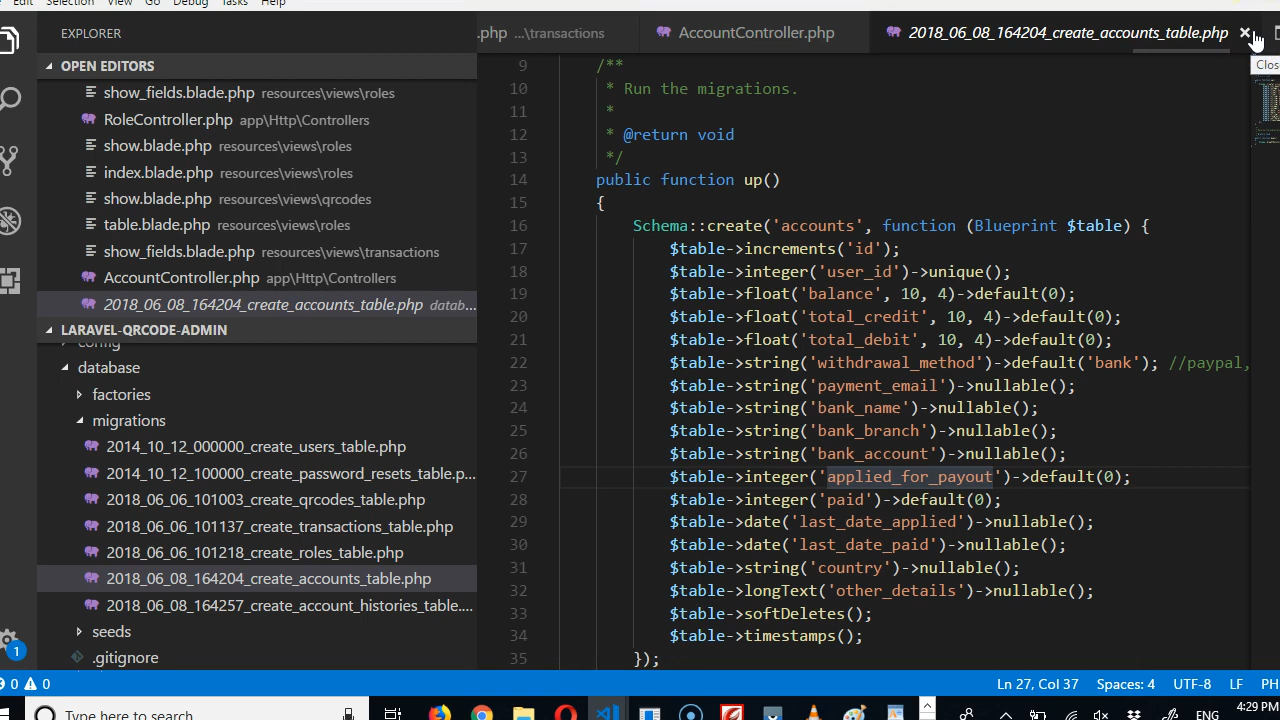 Edit Selection View Go Debug Tasks Help
EXPLORER
.php ...\transactions
AccountController.php
2018_06_08_164204_create_accounts_table.php
OPEN EDITORS
show_fields.blade.php resources\views\roles
RoleController.php app\Http\Controllers
show.blade.php resources\views\roles
index.blade.php resources\views\roles
show.blade.php resources\views\qrcodes
table.blade.php resources\views\roles
show_fields.blade.php resources\views\transactions
AccountController.php app\Http\Controllers
2018_06_08_164204_create_accounts_table.php datab...
LARAVEL-QRCODE-ADMIN
config
database
factories
migrations
2014_10_12_000000_create_users_table.php
2014_10_12_100000_create_password_resets_table.p...
2018_06_06_101003_create_qrcodes_table.php
2018_06_06_101137_create_transactions_table.php
2018_06_06_101218_create_roles_table.php
2018_06_08_164204_create_accounts_table.php
2018_06_08_164257_create_account_histories_table....
seeds
.gitignore
1
9 /**
10 * Run the migrations.
11 *
12 * @return void
13 */
14 public function up()
15 {
16 Schema::create('accounts', function (Blueprint $table) {
17 $table->increments('id');
18 $table->integer('user_id')->unique();
19 $table->float('balance', 10, 4)->default(0);
20 $table->float('total_credit', 10, 4)->default(0);
21 $table->float('total_debit', 10, 4)->default(0);
22 $table->string('withdrawal_method')->default('bank'); //paypal,
23 $table->string('payment_email')->nullable();
24 $table->string('bank_name')->nullable();
25 $table->string('bank_branch')->nullable();
26 $table->string('bank_account')->nullable();
27 $table->integer('applied_for_payout')->default(0);
28 $table->integer('paid')->default(0);
29 $table->date('last_date_applied')->nullable();
30 $table->date('last_date_paid')->nullable();
31 $table->string('country')->nullable();
32 $table->longText('other_details')->nullable();
33 $table->softDeletes();
34 $table->timestamps();
35 });
Clos
0 0
Ln 27, Col 37 Spaces: 4 UTF-8 LF PH
Type here to search
ENG
4:29 PM